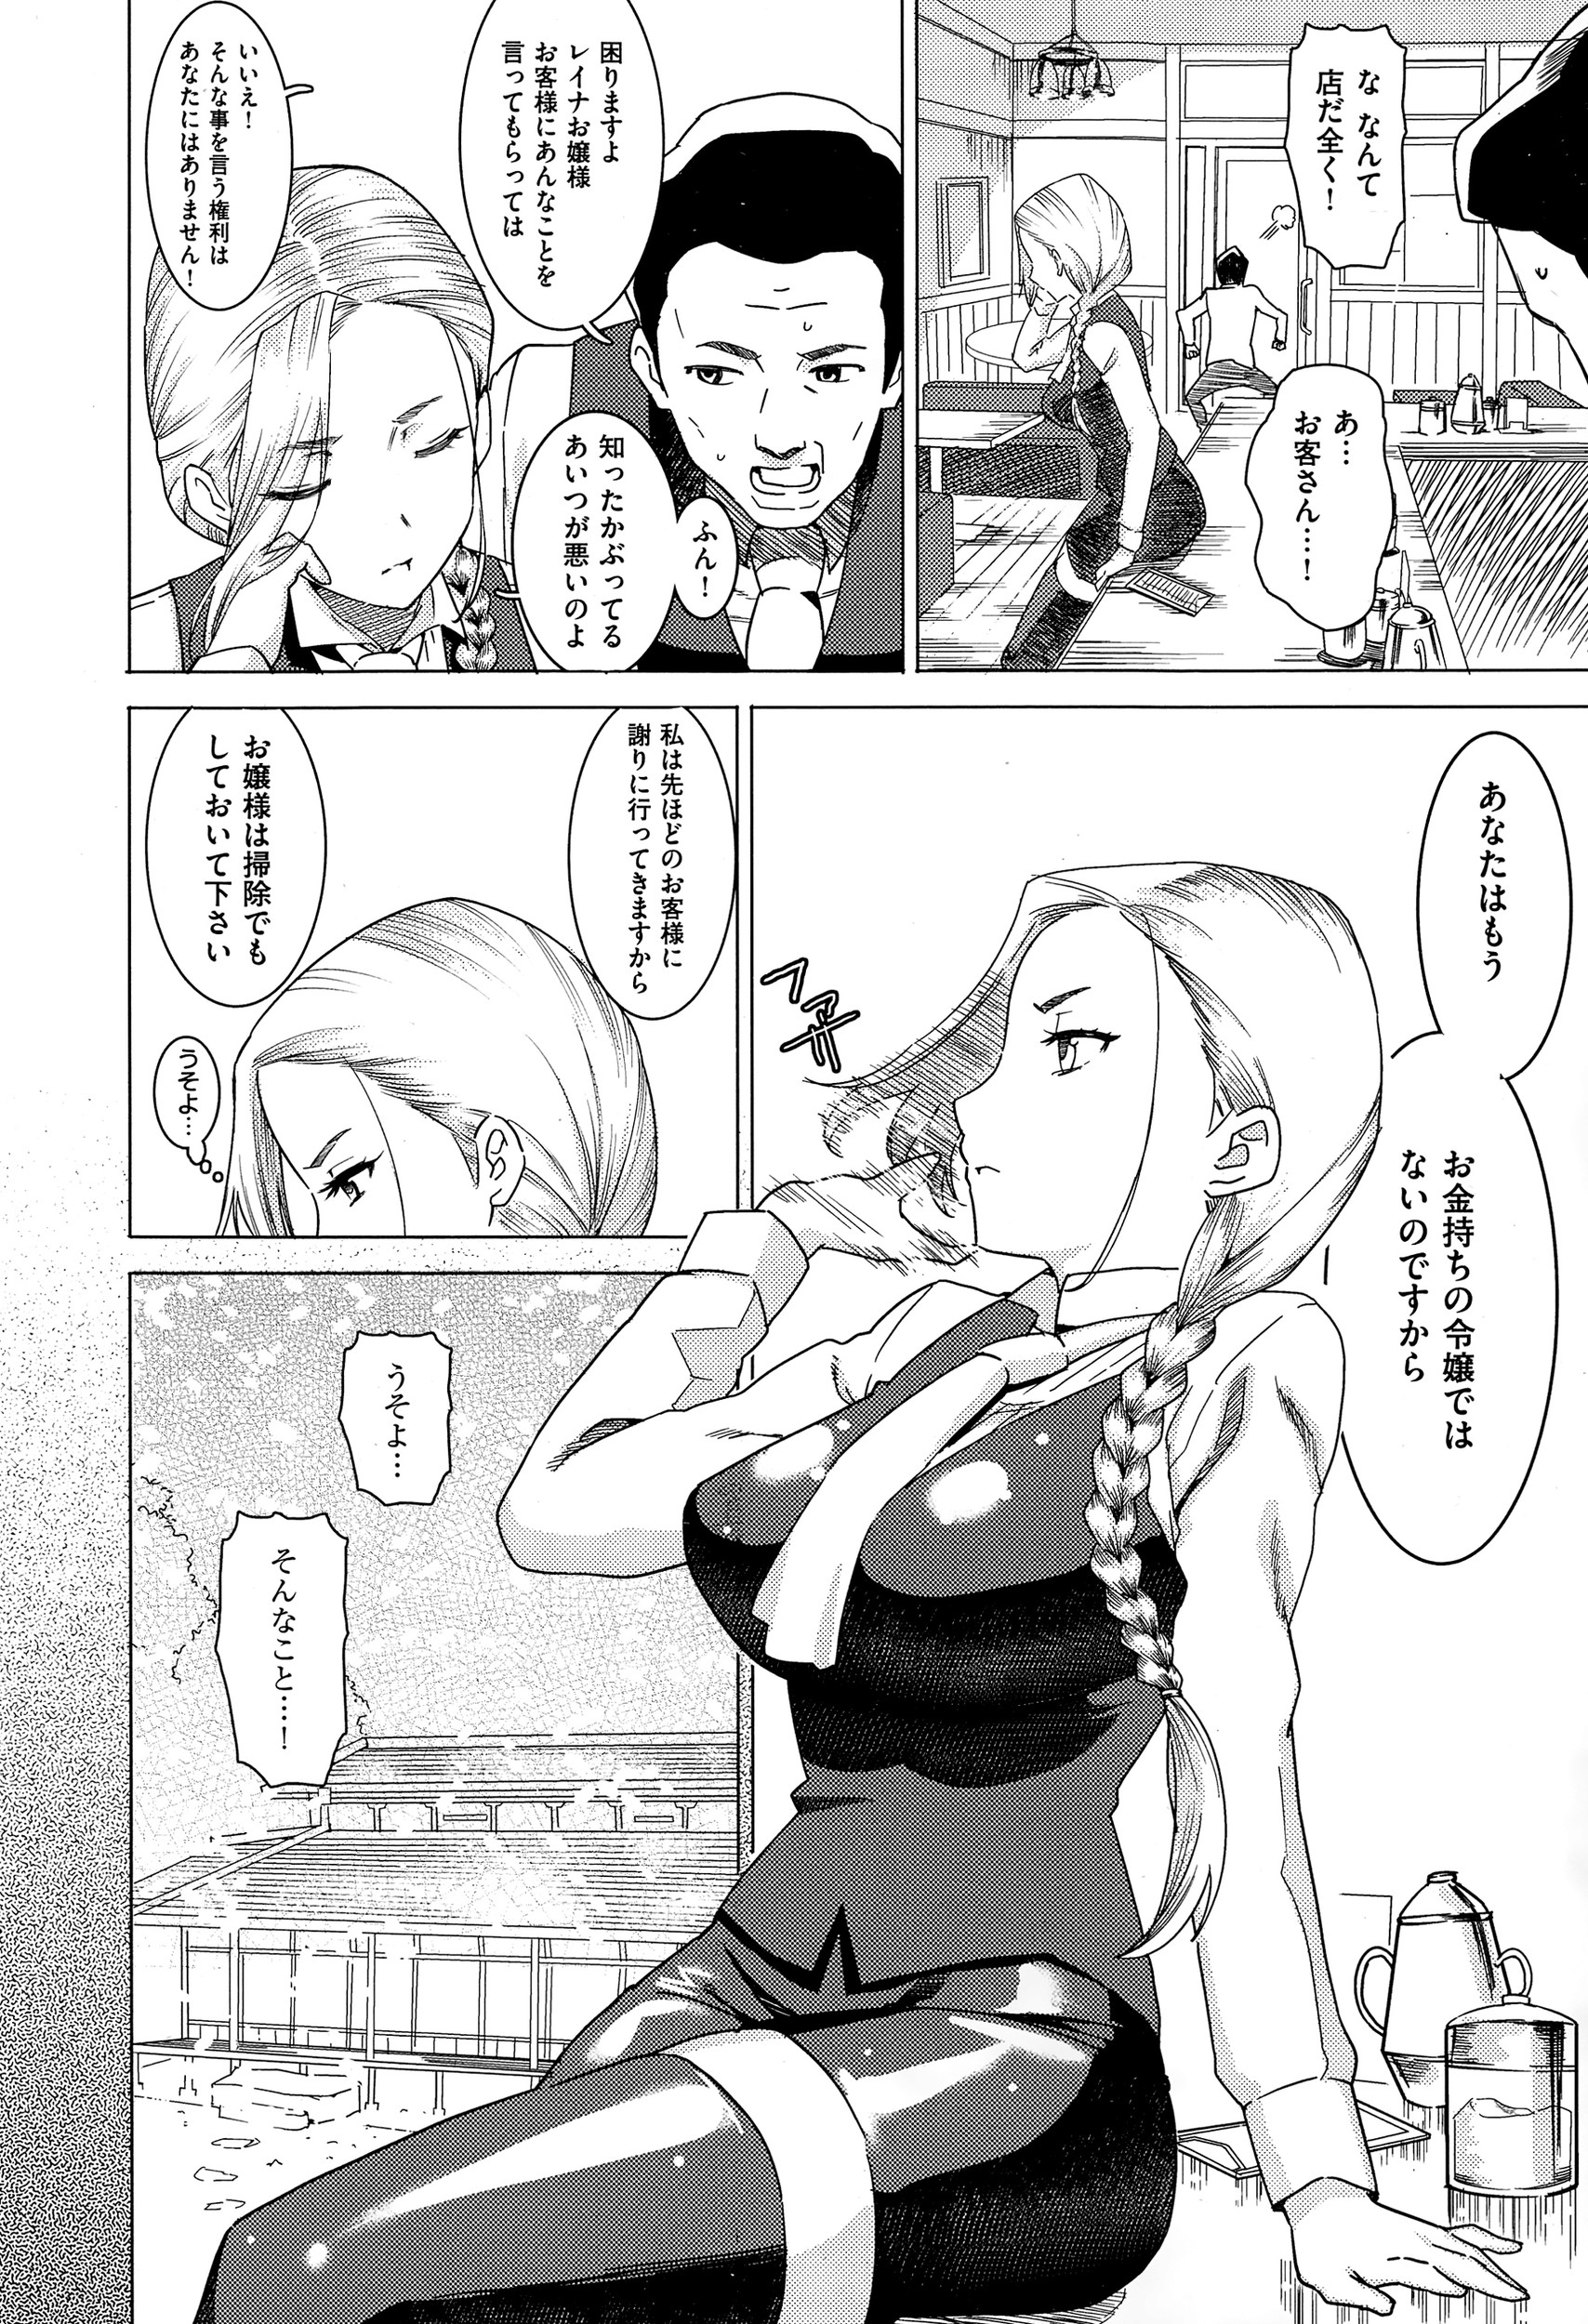 な なんて
店だ全く！
あ…
お客さん…！
困りますよ
レイナお嬢様
お客様にあんなことを
言ってもらっては
ふん！
知ったかぶってる
あいつが悪いのよ
いいえ！
そんな事を言う権利は
あなたにはありません！
あなたはもう
お金持ちの令嬢では
ないのですから
ファサ
私は先ほどのお客様に
謝りに行ってきますから
お嬢様は掃除でも
しておいて下さい
うそよ…
うそよ…
そんなこと…！